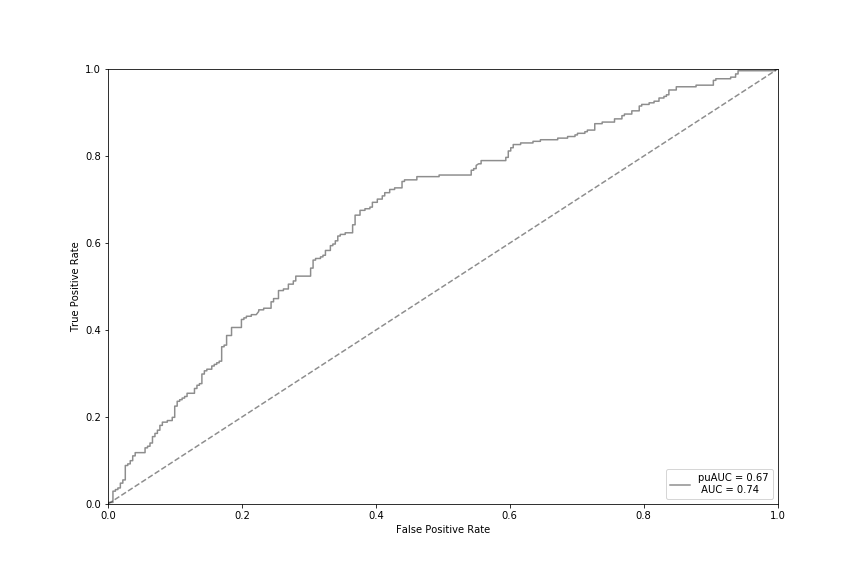 1.0
0.8
0.6
0.4
0.2
0.0
True Positive Rate
0.0 0.2 0.4 0.6 0.8 1.0
False Positive Rate
puAUC = 0.67
AUC = 0.74